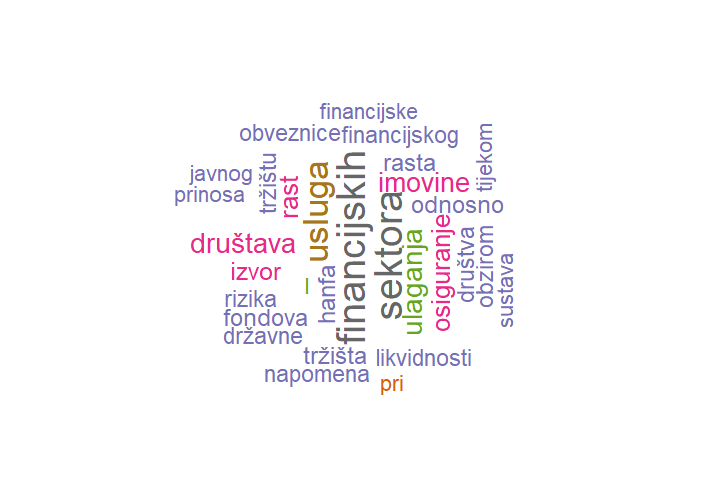 financijske
obveznice
financijskog
tijekom
rasta
javnog
tržištu
imovine
prinosa
rast
usluga
financijskih
sektora
odnosno
društava
ulaganja
osiguranje
društva
obzirom
sustava
izvor
l
hanfa
rizika
fondova
državne
tržišta
likvidnosti
napomena
pri